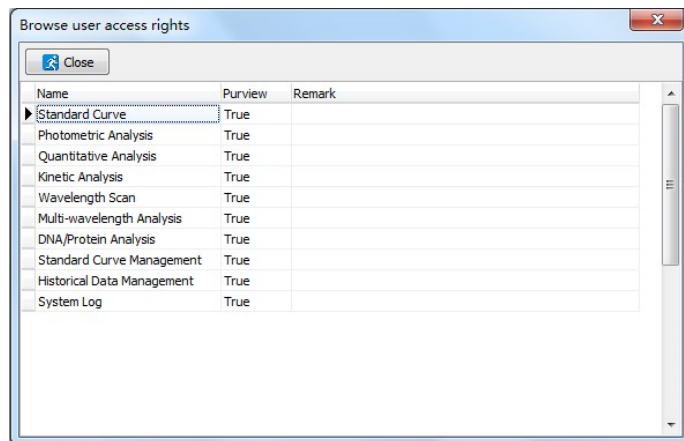 Browse user access rights
Close
Name Purview Remark
Standard Curve True
Photometric Analysis True
Quantitative Analysis True
Kinetic Analysis True
Wavelength Scan True
Multi-wavelength Analysis True
DNA/Protein Analysis True
Standard Curve Management True
Historical Data Management True
System Log True